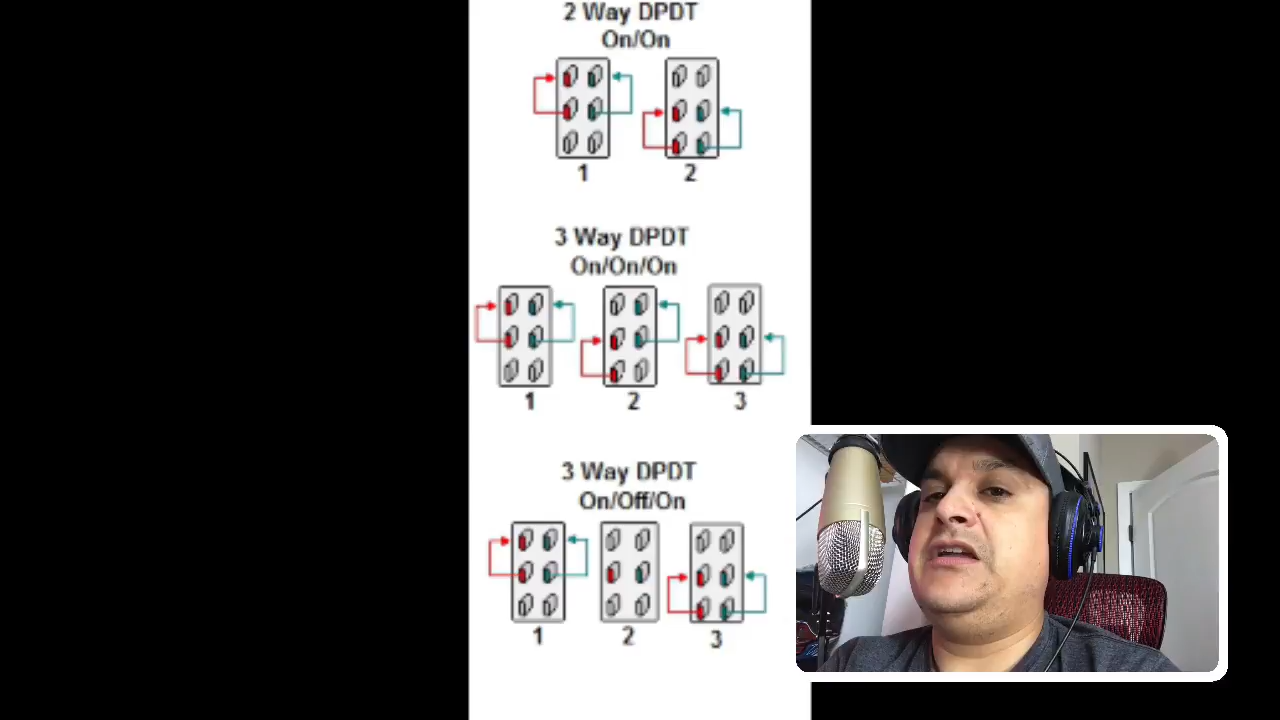 2 Way DPDT
On/On
1 2
3 Way DPDT
On/On/On
1 2 3
3 Way DPDT
On/Off/On
1 2 3